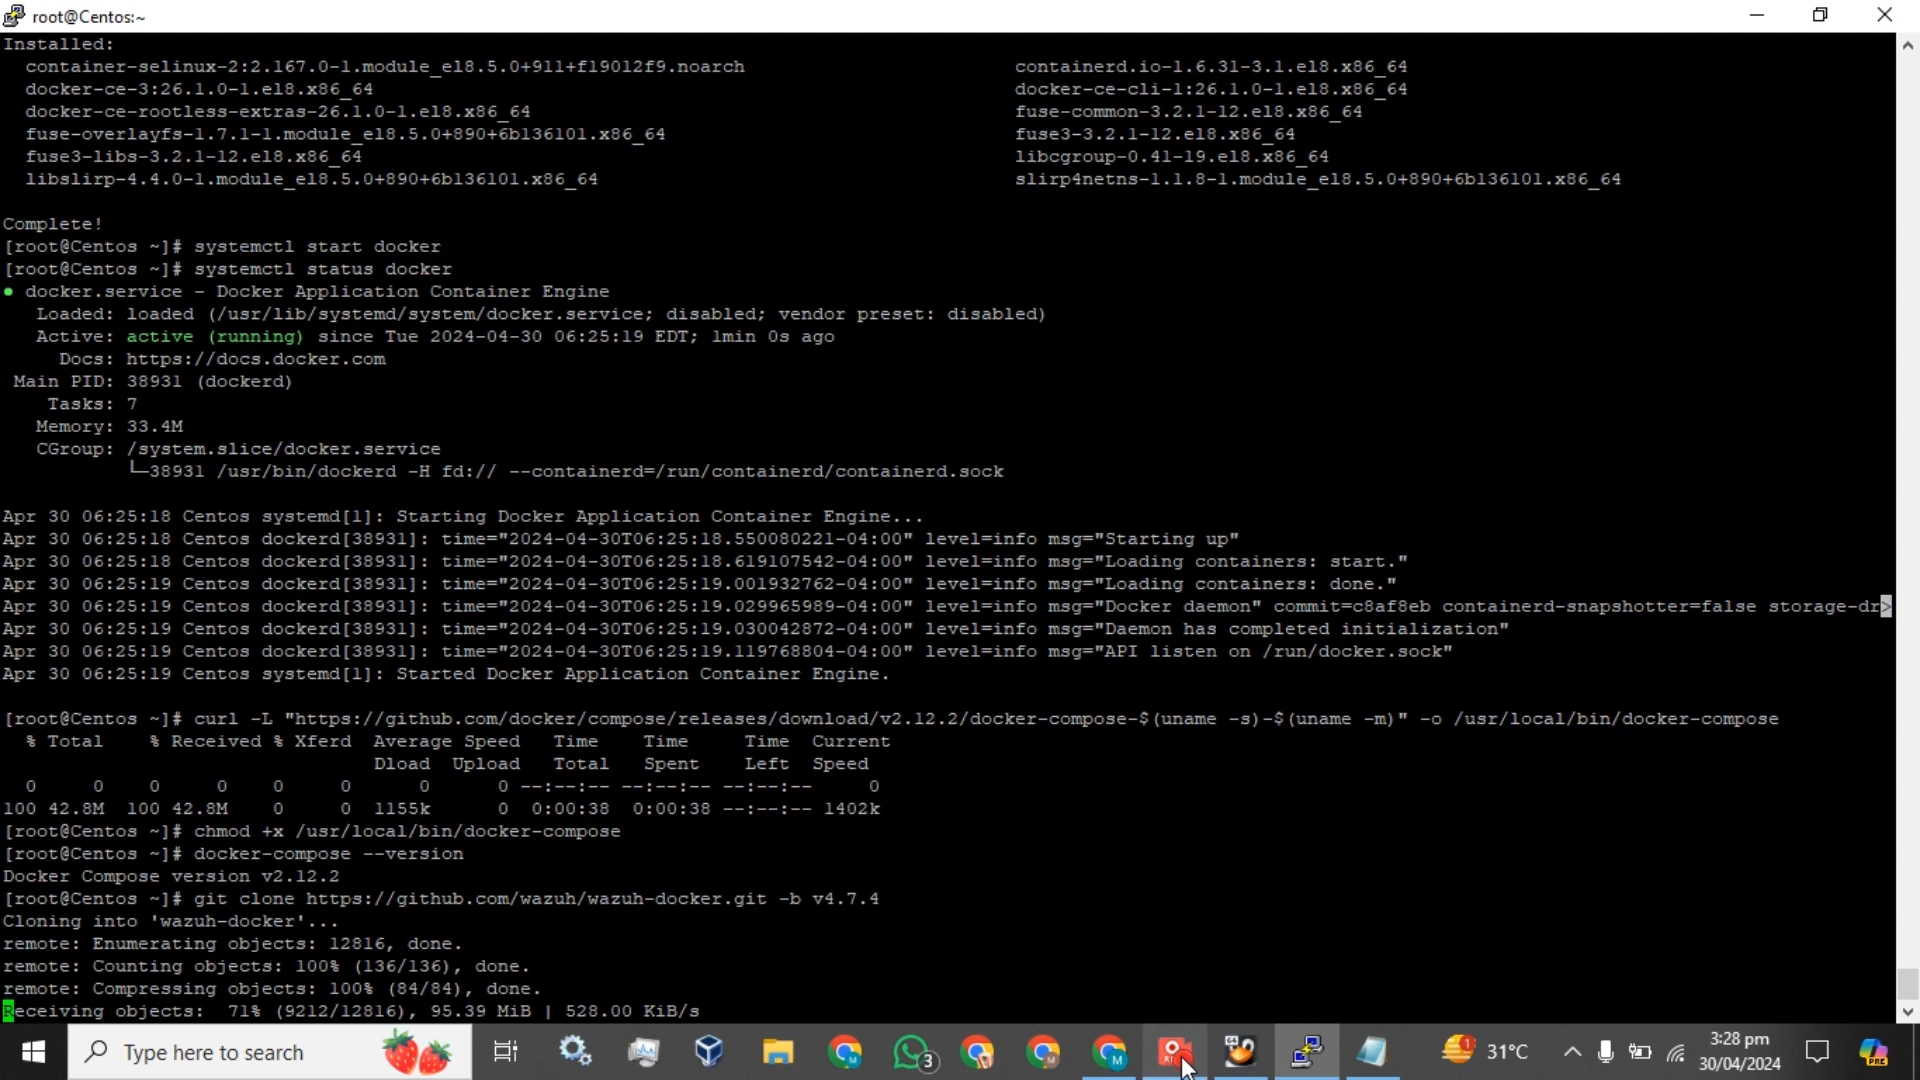 root@Centos:~
Installed:
container-selinux-2:2.167.0-1.module_el8.5.0+911+f19012f9.noarch containerd.io-1.6.31-3.1.el8.x86_64
docker-ce-3:26.1.0-1.el8.x86_64 docker-ce-cli-1:26.1.0-1.el8.x86_64
docker-ce-rootless-extras-26.1.0-1.el8.x86_64 fuse-common-3.2.1-12.el8.x86_64
fuse-overlayfs-1.7.1-1.module_el8.5.0+890+6b136101.x86_64 fuse3-3.2.1-12.el8.x86_64
fuse3-libs-3.2.1-12.el8.x86_64 libcgroup-0.41-19.el8.x86_64
libslirp-4.4.0-1.module_el8.5.0+890+6b136101.x86_64 slirp4netns-1.1.8-1.module_el8.5.0+890+6b136101.x86_64
Complete!
[root@Centos ~]# systemctl start docker
[root@Centos ~]# systemctl status docker
● docker.service - Docker Application Container Engine
Loaded: loaded (/usr/lib/systemd/system/docker.service; disabled; vendor preset: disabled)
Active: active (running) since Tue 2024-04-30 06:25:19 EDT; 1min 0s ago
Docs: https://docs.docker.com
Main PID: 38931 (dockerd)
Tasks: 7
Memory: 33.4M
CGroup: /system.slice/docker.service
└─38931 /usr/bin/dockerd -H fd:// --containerd=/run/containerd/containerd.sock
Apr 30 06:25:18 Centos systemd[1]: Starting Docker Application Container Engine...
Apr 30 06:25:18 Centos dockerd[38931]: time="2024-04-30T06:25:18.550080221-04:00" level=info msg="Starting up"
Apr 30 06:25:18 Centos dockerd[38931]: time="2024-04-30T06:25:18.619107542-04:00" level=info msg="Loading containers: start."
Apr 30 06:25:19 Centos dockerd[38931]: time="2024-04-30T06:25:19.001932762-04:00" level=info msg="Loading containers: done."
Apr 30 06:25:19 Centos dockerd[38931]: time="2024-04-30T06:25:19.029965989-04:00" level=info msg="Docker daemon" commit=c8af8eb containerd-snapshotter=false storage-dr>
Apr 30 06:25:19 Centos dockerd[38931]: time="2024-04-30T06:25:19.030042872-04:00" level=info msg="Daemon has completed initialization"
Apr 30 06:25:19 Centos dockerd[38931]: time="2024-04-30T06:25:19.119768804-04:00" level=info msg="API listen on /run/docker.sock"
Apr 30 06:25:19 Centos systemd[1]: Started Docker Application Container Engine.
[root@Centos ~]# curl -L "https://github.com/docker/compose/releases/download/v2.12.2/docker-compose-$(uname -s)-$(uname -m)" -o /usr/local/bin/docker-compose
% Total % Received % Xferd Average Speed Time Time Time Current
Dload Upload Total Spent Left Speed
0 0 0 0 0 0 0 0 --:--:-- --:--:-- --:--:-- 0
100 42.8M 100 42.8M 0 0 1155k 0 0:00:38 0:00:38 --:--:-- 1402k
[root@Centos ~]# chmod +x /usr/local/bin/docker-compose
[root@Centos ~]# docker-compose --version
Docker Compose version v2.12.2
[root@Centos ~]# git clone https://github.com/wazuh/wazuh-docker.git -b v4.7.4
Cloning into 'wazuh-docker'...
remote: Enumerating objects: 12816, done.
remote: Counting objects: 100% (136/136), done.
remote: Compressing objects: 100% (84/84), done.
Receiving objects: 71% (9212/12816), 95.39 MiB | 528.00 KiB/s
Type here to search
3
1
31°C
3:28 pm
30/04/2024
PRE